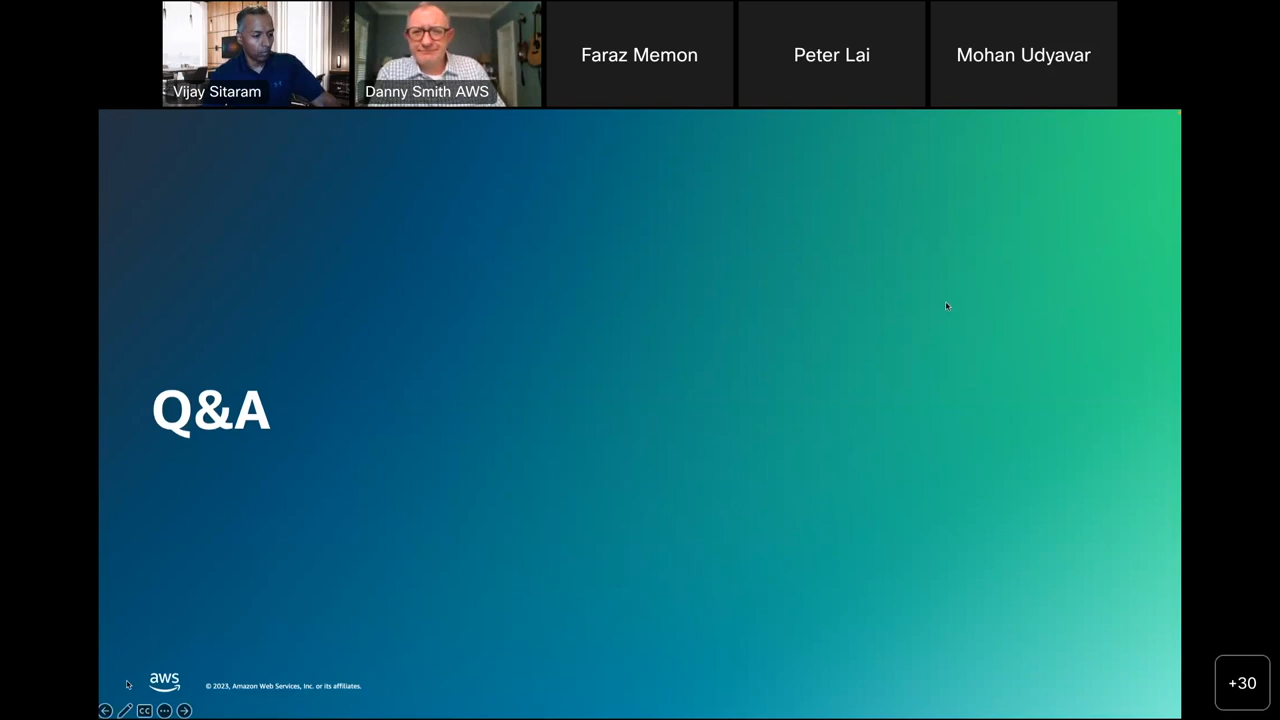 Vijay Sitaram
Danny Smith AWS
Faraz Memon
Peter Lai
Mohan Udyavar
Q&A
aws
© 2023, Amazon Web Services, Inc. or its affiliates.
CC
+30